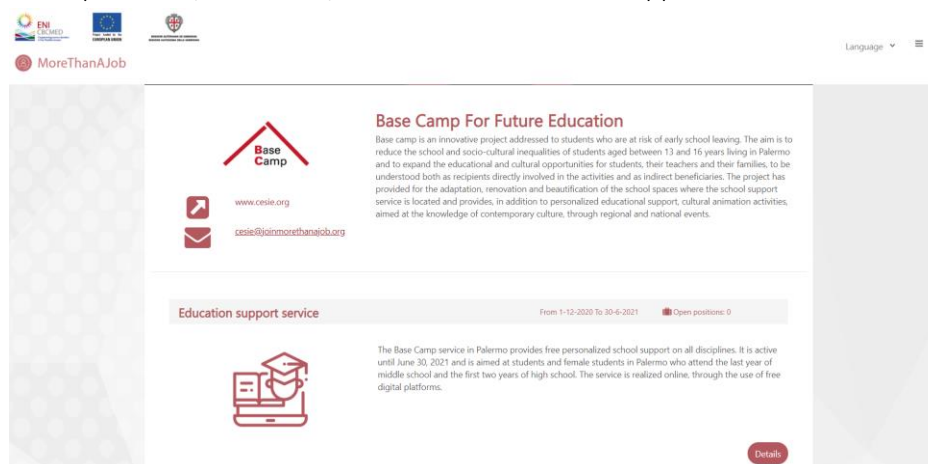 ENI
CBCMED
EUROPEAN UNION
MoreThanAJob
Language
Base Camp For Future Education
Base camp is an innovative project addressed to students who are at risk of early school leaving. The aim is to
reduce the school and socio-cultural inequalities of students aged between 13 and 16 years living in Palermo
and to expand the educational and cultural opportunities for students, their teachers and their families, to be
understood both as recipients directly involved in the activities and as indirect beneficiaries. The project has
provided for the adaptation, renovation and beautification of the school spaces where the school support
service is located and provides, in addition to personalized educational support, cultural animation activities,
aimed at the knowledge of contemporary culture, through regional and national events.
Base
Camp
www.cesie.org
cesie@joinmorethanajob.org
Education support service
From 1-12-2020 To 30-6-2021
Open positions: 0
The Base Camp service in Palermo provides free personalized school support on all disciplines. It is active
until June 30, 2021 and is aimed at students and female students in Palermo who attend the last year of
middle school and the first two years of high school. The service is realized online, through the use of free
digital platforms.
Details